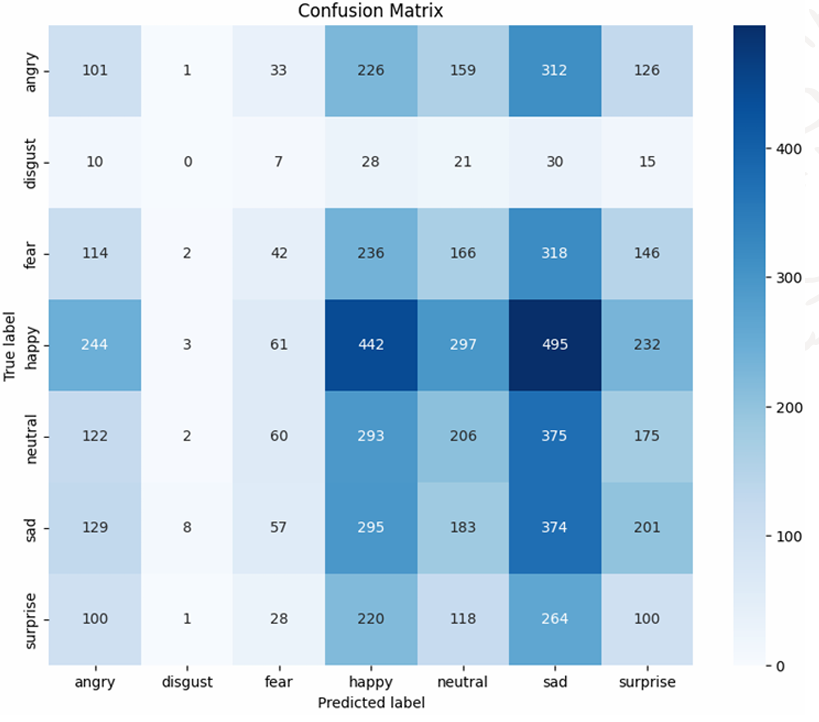 Confusion Matrix
angry 101 1 33 226 159 312 126
disgust 10 0 7 28 21 30 15
fear 114 2 42 236 166 318 146
happy 244 3 61 442 297 495 232
neutral 122 2 60 293 206 375 175
sad 129 8 57 295 183 374 201
surprise 100 1 28 220 118 264 100
angry disgust fear happy neutral sad surprise
Predicted label
True label
400
300
200
100
0